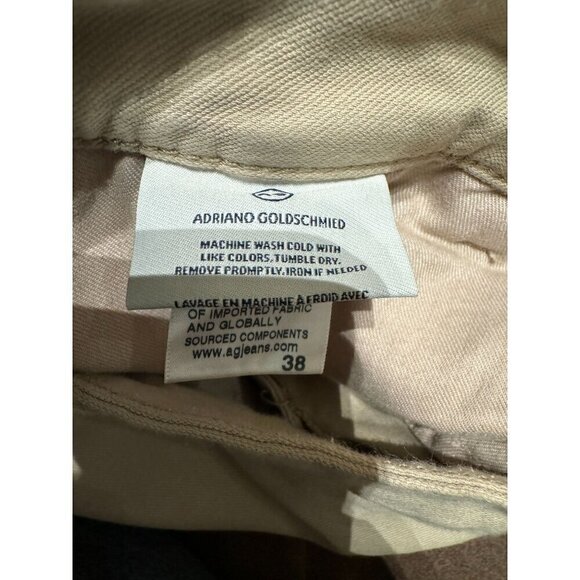 ADRIANO GOLDSCHMIED
MACHINE WASH COLD WITH
LIKE COLORS. TUMBLE DRY.
REMOVE PROMPTLY. IRON IF NEEDED
LAVAGE EN MACHINE À FROID AVEC
OF IMPORTED FABRIC
AND GLOBALLY
SOURCED COMPONENTS
www.agjeans.com
38